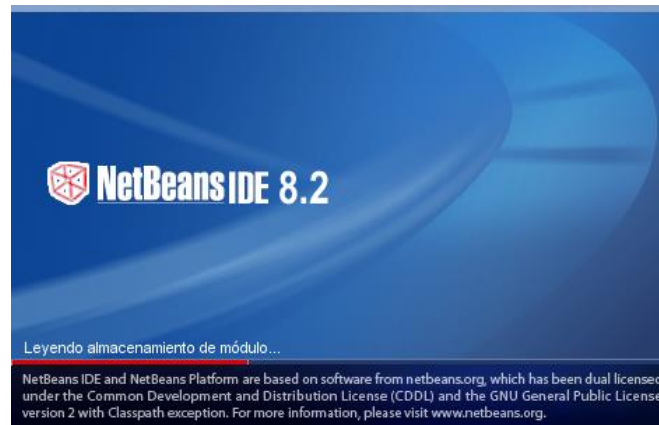 NetBeans IDE 8.2
Leyendo almacenamiento de módulo...
NetBeans IDE and NetBeans Platform are based on software from netbeans.org, which has been dual licensed
under the Common Development and Distribution License (CDDL) and the GNU General Public License
version 2 with Classpath exception. For more information, please visit www.netbeans.org.